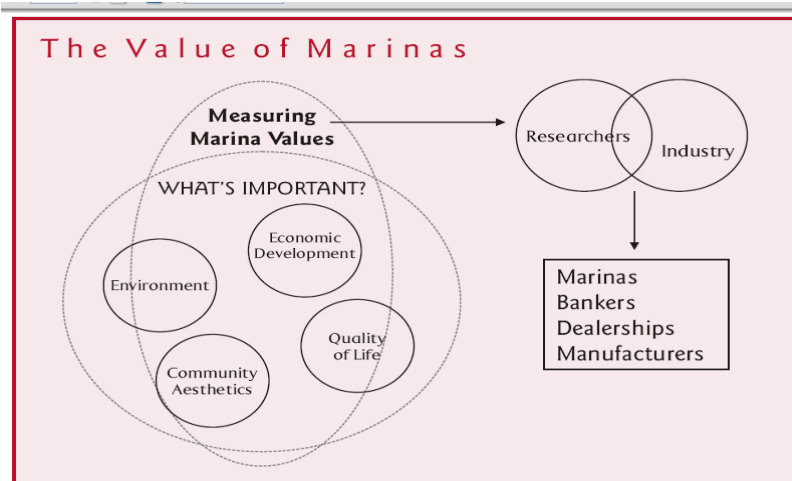 The Value of Marinas
Measuring
Marina Values
WHAT'S IMPORTANT?
Economic
Development
Environment
Quality
of Life
Community
Aesthetics
Researchers
Industry
Marinas
Bankers
Dealerships
Manufacturers